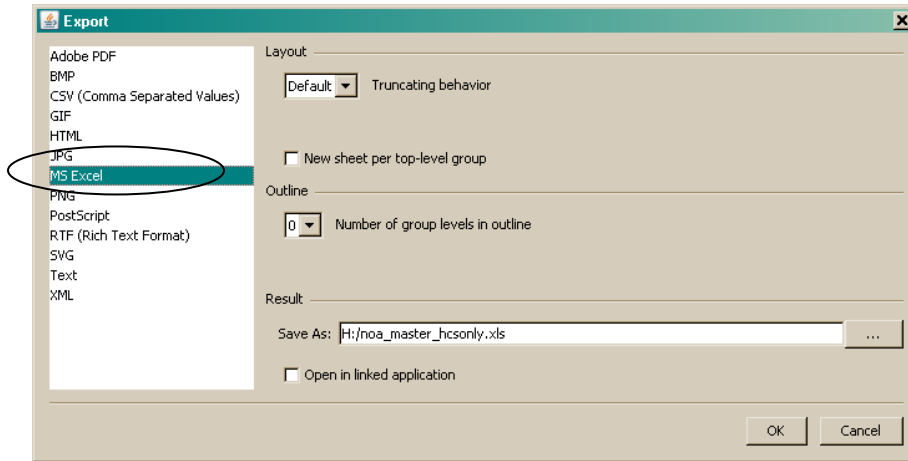 Export
Adobe PDF
BMP
CSV (Comma Separated Values)
GIF
HTML
JPG
MS Excel
PNG
PostScript
RTF (Rich Text Format)
SVG
Text
XML
Layout
Default Truncating behavior
New sheet per top-level group
Outline
0 Number of group levels in outline
Result
Save As: H:/noa_master_hcsonly.xls ...
Open in linked application
OK Cancel